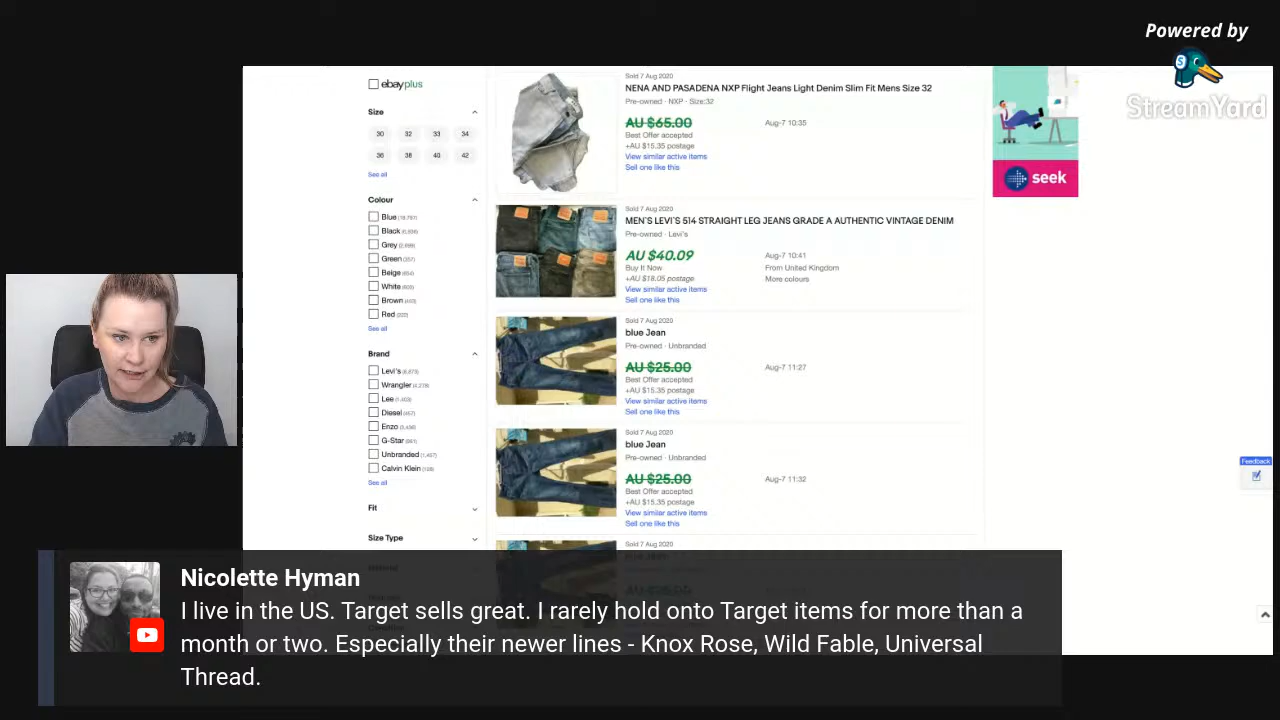 Powered by
StreamYard
ebayplus
Size
30 32 33 34
36 38 40 42
See all
Colour
Blue
Black
Grey
Green
Beige
White
Brown
Red
See all
Brand
Levi's
Wrangler
Lee
Diesel
Enzo
G-Star
Unbranded
Calvin Klein
See all
Fit
Size Type
Sold 7 Aug 2020
NENA AND PASADENA NXP Flight Jeans Light Denim Slim Fit Mens Size 32
Pre-owned · NXP · Size:32
AU $65.00 Aug-7 10:35
Best Offer accepted
+AU $15.35 postage
View similar active items
Sell one like this
Sold 7 Aug 2020
MEN'S LEVI'S 514 STRAIGHT LEG JEANS GRADE A AUTHENTIC VINTAGE DENIM
Pre-owned · Levi's
AU $40.09 Aug-7 10:41
Buy It Now From United Kingdom
+AU $18.05 postage More colours
View similar active items
Sell one like this
Sold 7 Aug 2020
blue Jean
Pre-owned · Unbranded
AU $25.00 Aug-7 11:27
Best Offer accepted
+AU $15.35 postage
View similar active items
Sell one like this
Sold 7 Aug 2020
blue Jean
Pre-owned · Unbranded
AU $25.00 Aug-7 11:32
Best Offer accepted
+AU $15.35 postage
View similar active items
Sell one like this
Sold 7 Aug 2020
seek
Feedback
Nicolette Hyman
I live in the US. Target sells great. I rarely hold onto Target items for more than a
month or two. Especially their newer lines - Knox Rose, Wild Fable, Universal
Thread.